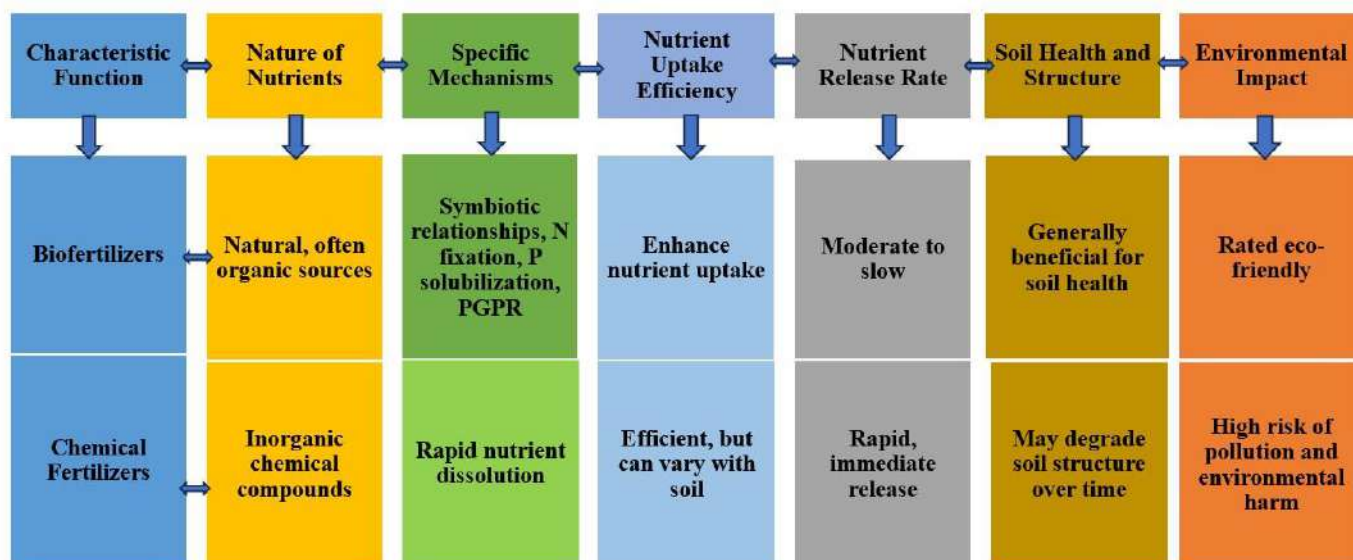 Characteristic
Function
Nature of
Nutrients
Specific
Mechanisms
Nutrient
Uptake
Efficiency
Nutrient
Release Rate
Soil Health and
Structure
Environmental
Impact
Biofertilizers
Natural, often
organic sources
Symbiotic
relationships, N
fixation, P
solubilization,
PGPR
Enhance
nutrient uptake
Moderate to
slow
Generally
beneficial for
soil health
Rated eco-
friendly
Chemical
Fertilizers
Inorganic
chemical
compounds
Rapid nutrient
dissolution
Efficient, but
can vary with
soil
Rapid,
immediate
release
May degrade
soil structure
over time
High risk of
pollution and
environmental
harm